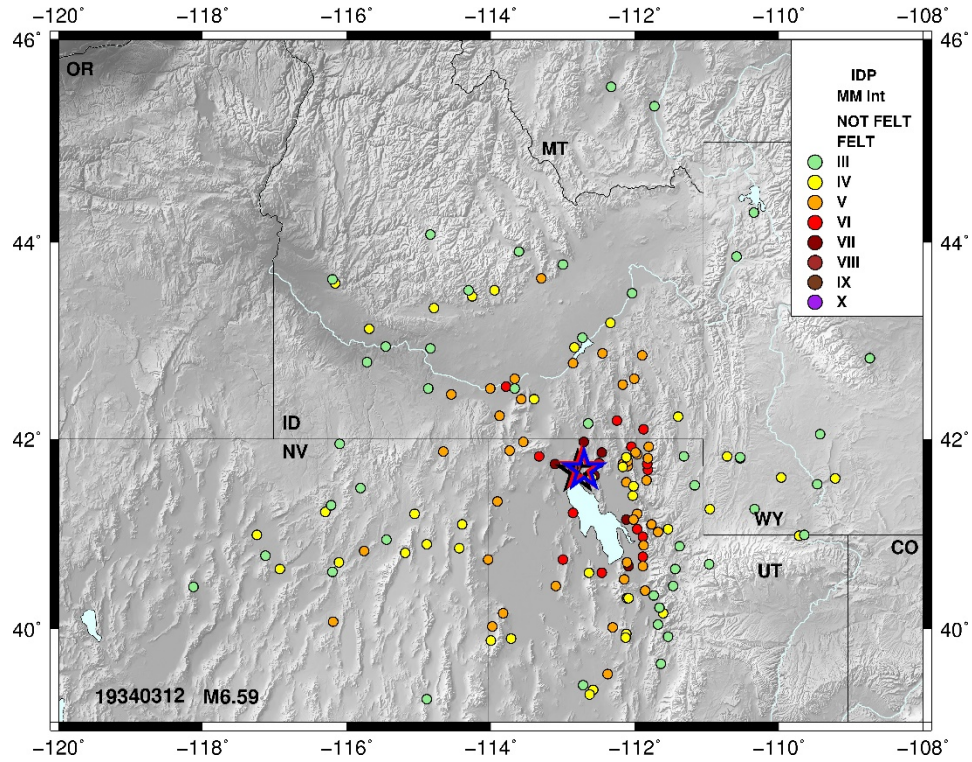 −120° −118° −116° −114° −112° −110° −108°
46° 46°
OR
IDP
MM Int
NOT FELT
FELT
III
IV
V
VI
VII
VIII
IX
X
MT
44° 44°
ID
42° 42°
NV
WY
CO
UT
40° 40°
19340312 M6.59
−120° −118° −116° −114° −112° −110° −108°